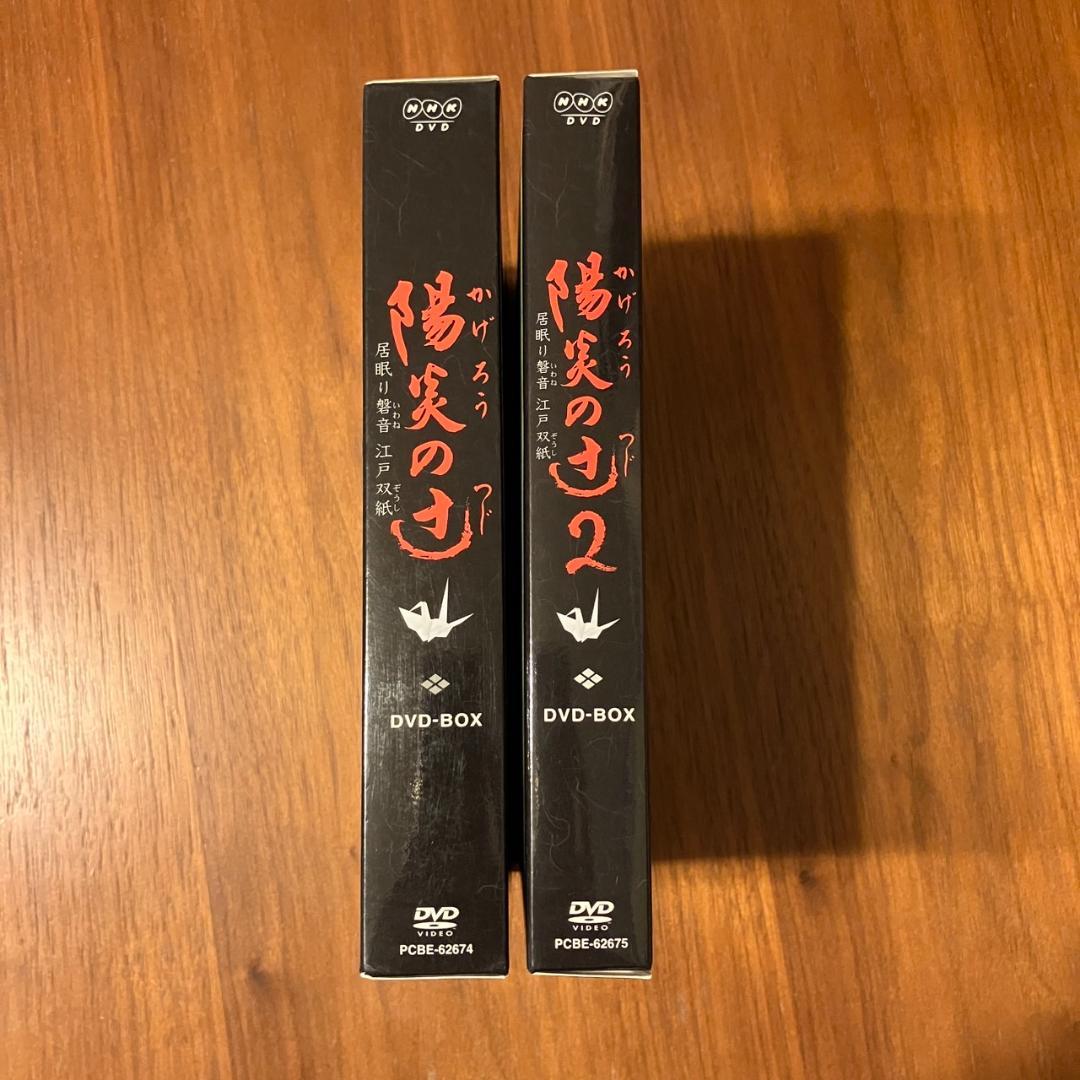 NHK
DVD
陽炎の辻
かげろう
つじ
居眠り磐音 江戸双紙
いわね
ぞうし
DVD-BOX
DVD
VIDEO
PCBE-62674
NHK
DVD
陽炎の辻2
かげろう
つじ
居眠り磐音 江戸双紙
いわね
ぞうし
DVD-BOX
DVD
VIDEO
PCBE-62675